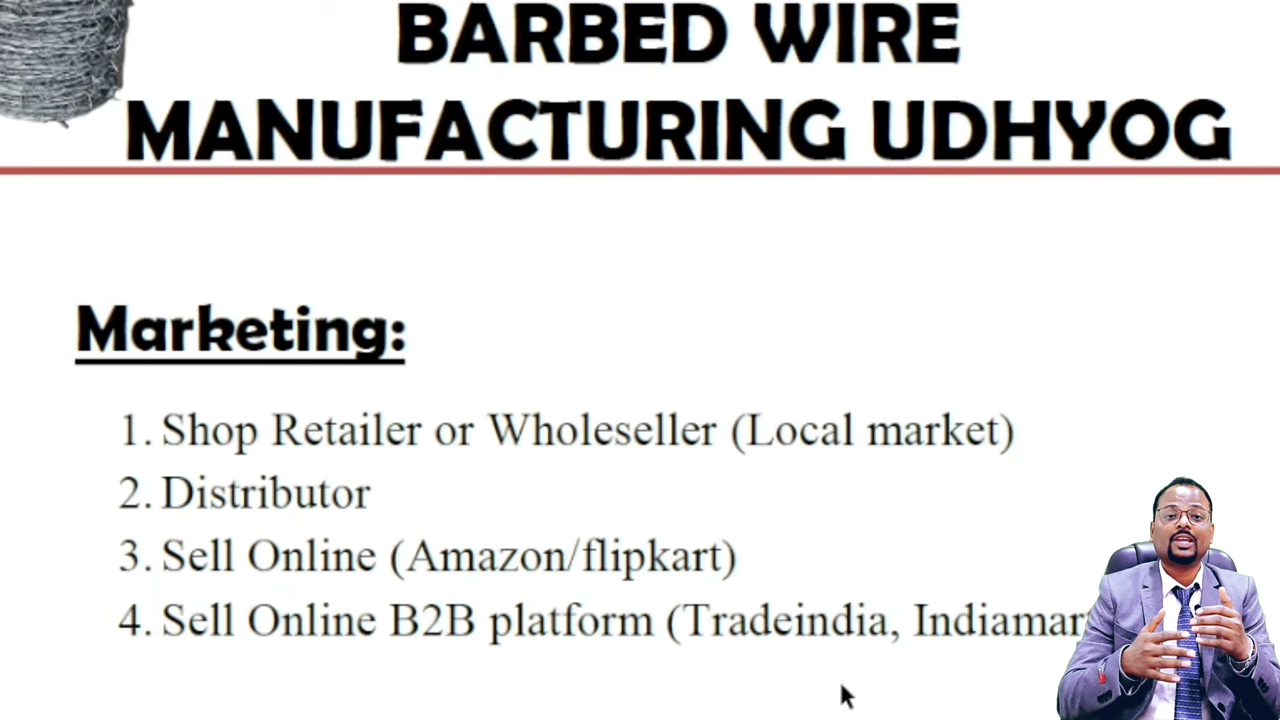 BARBED WIRE
MANUFACTURING UDHYOG
Marketing:
1. Shop Retailer or Wholeseller (Local market)
2. Distributor
3. Sell Online (Amazon/flipkart)
4. Sell Online B2B platform (Tradeindia, Indiamart